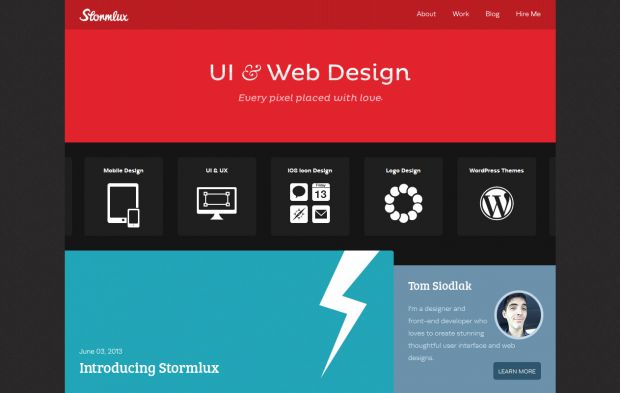 Stormlux
About Work Blog Hire Me
UI & Web Design
Every pixel placed with love.
Mobile Design
UI & UX
IOS Icon Design
Friday
13
Logo Design
WordPress Themes
June 03, 2013
Introducing Stormlux
Tom Siodlak
I'm a designer and
front-end developer who
loves to create stunning
thoughtful user interface and web
designs.
LEARN MORE